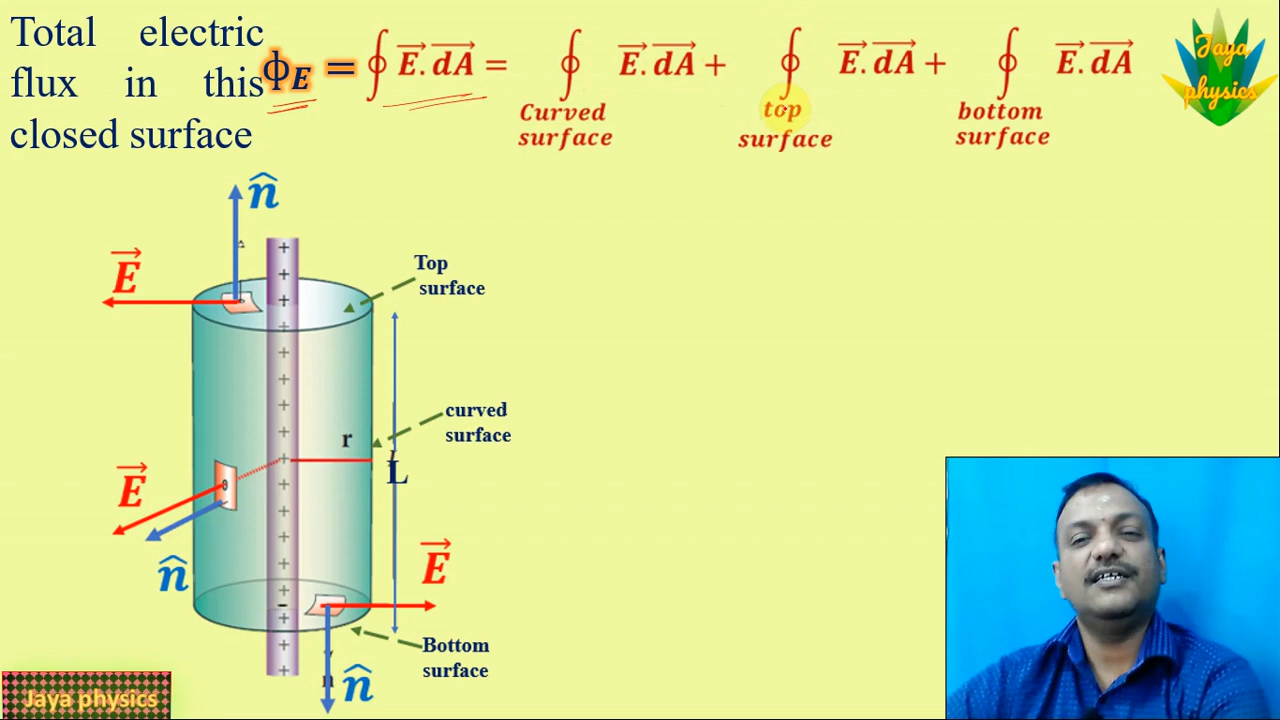 Total electric
flux in this
closed surface
ϕE = ∮ E⃗.dA⃗ = ∮ E⃗.dA⃗ + ∮ E⃗.dA⃗ + ∮ E⃗.dA⃗
Curved
surface
top
surface
bottom
surface
Jaya
physics
n̂
E⃗
Top
surface
curved
surface
r
L
E⃗
n̂
E⃗
Bottom
surface
n̂
Jaya physics